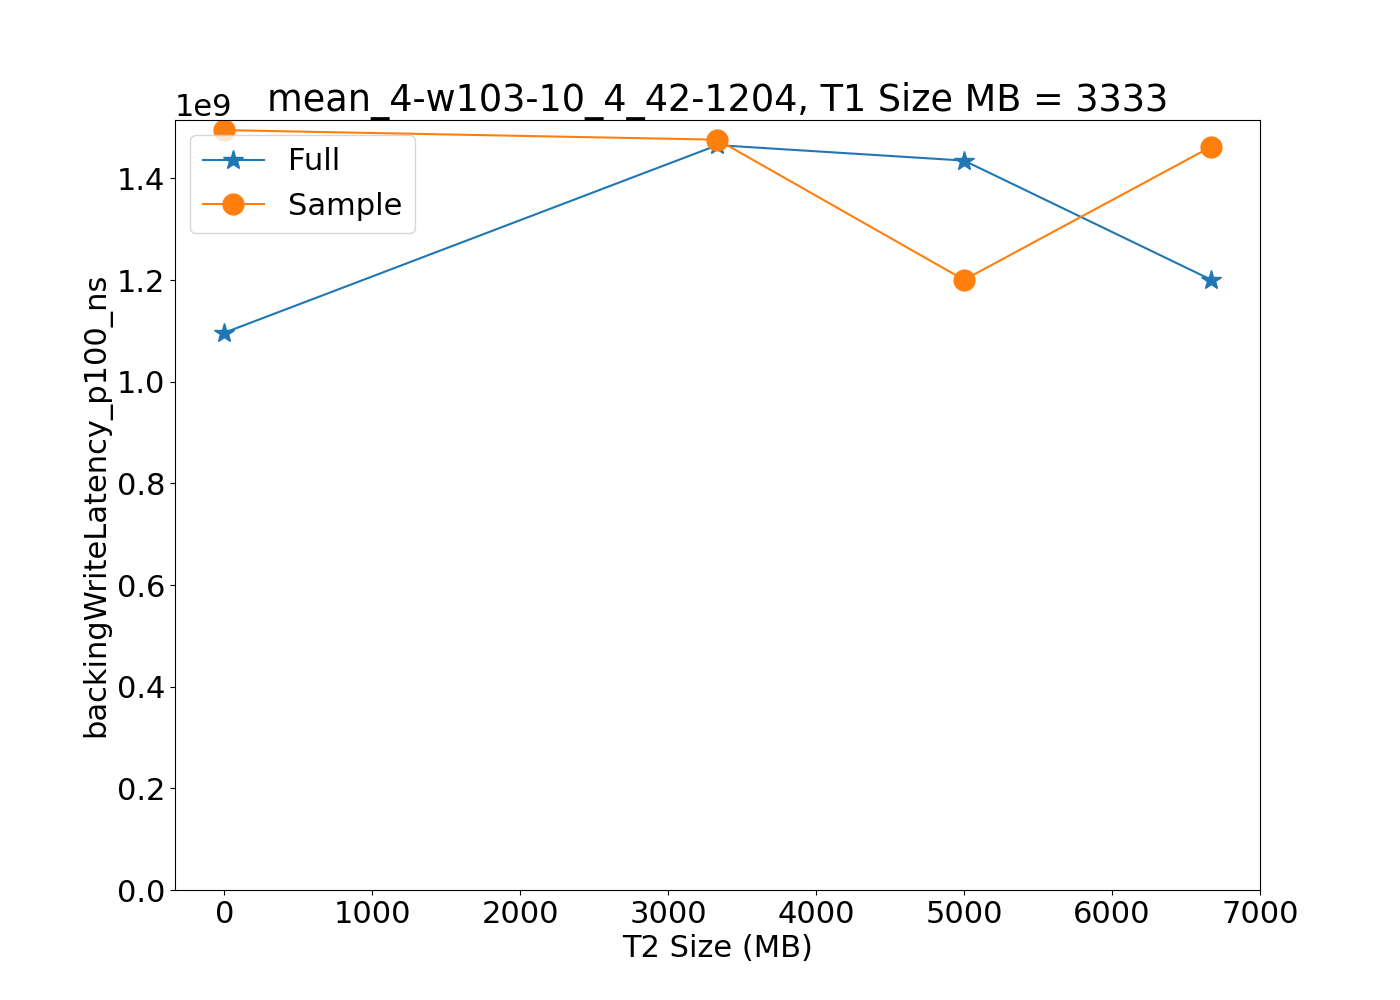 mean_4-w103-10_4_42-1204, T1 Size MB = 3333
1e9
Full
Sample
1.4
1.2
1.0
0.8
0.6
0.4
0.2
0.0
backingWriteLatency_p100_ns
0 1000 2000 3000 4000 5000 6000 7000
T2 Size (MB)